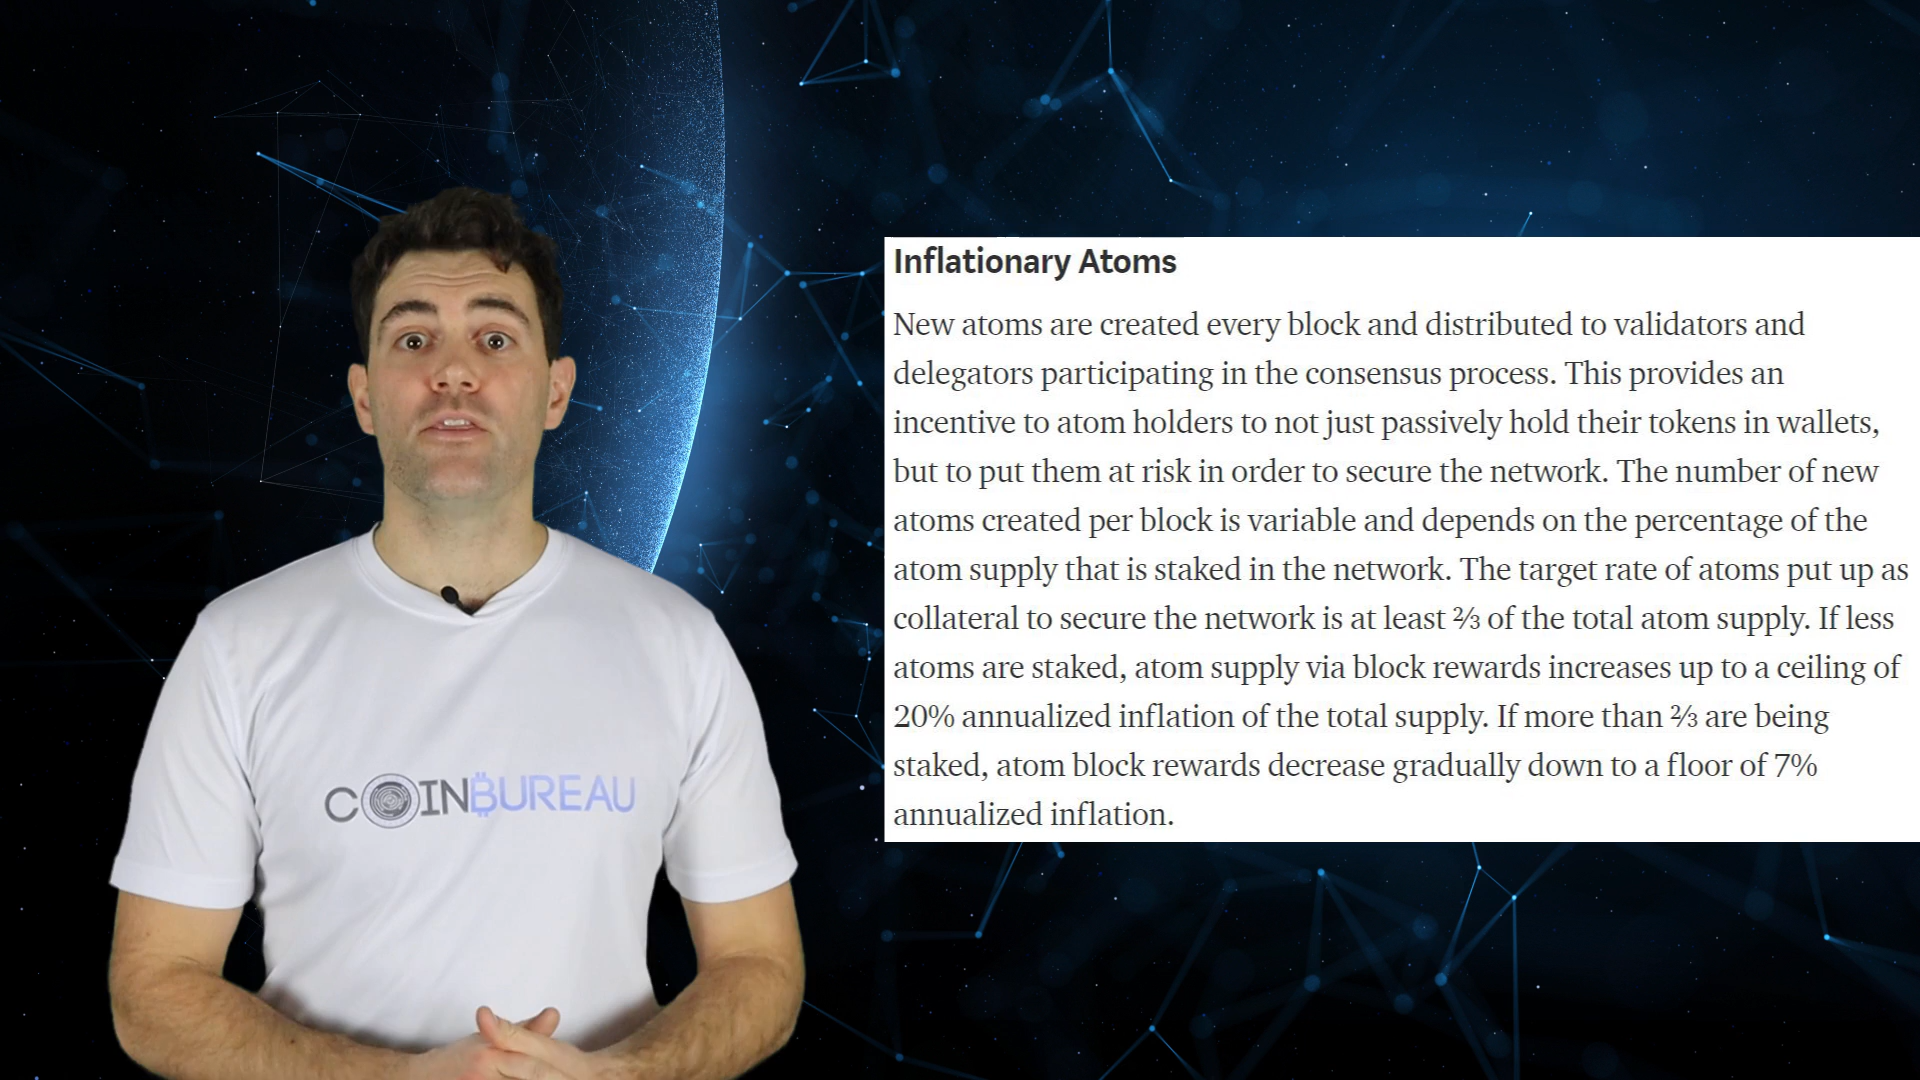 Inflationary Atoms
New atoms are created every block and distributed to validators and
delegators participating in the consensus process. This provides an
incentive to atom holders to not just passively hold their tokens in wallets,
but to put them at risk in order to secure the network. The number of new
atoms created per block is variable and depends on the percentage of the
atom supply that is staked in the network. The target rate of atoms put up as
collateral to secure the network is at least ⅔ of the total atom supply. If less
atoms are staked, atom supply via block rewards increases up to a ceiling of
20% annualized inflation of the total supply. If more than ⅔ are being
staked, atom block rewards decrease gradually down to a floor of 7%
annualized inflation.
COINBUREAU